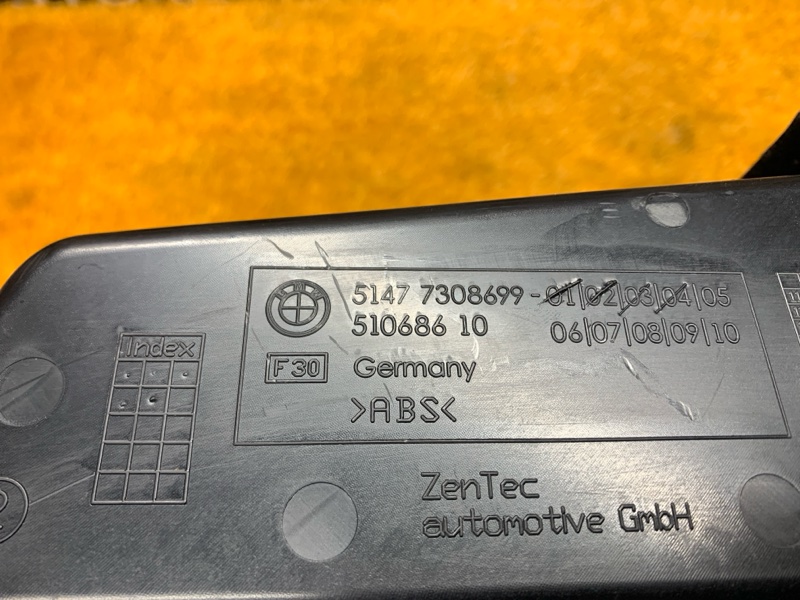 5147 7308699-01|02|03|04|05
510686 10 06|07|08|09|10
F30 Germany
>ABS<
Index
ZenTec
automotive GmbH